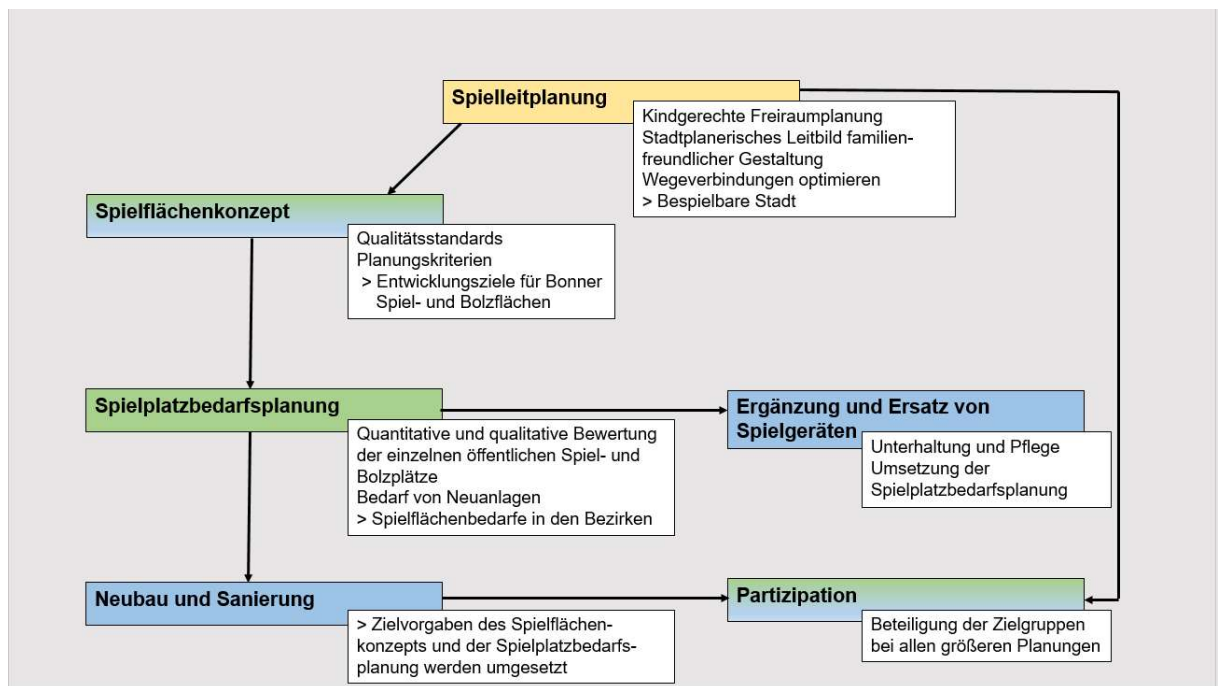 Spielleitplanung
Kindgerechte Freiraumplanung
Stadtplanerisches Leitbild familien-
freundlicher Gestaltung
Wegeverbindungen optimieren
> Bespielbare Stadt
Spielflächenkonzept
Qualitätsstandards
Planungskriterien
> Entwicklungsziele für Bonner
Spiel- und Bolzflächen
Spielplatzbedarfsplanung
Quantitative und qualitative Bewertung
der einzelnen öffentlichen Spiel- und
Bolzplätze
Bedarf von Neuanlagen
> Spielflächenbedarfe in den Bezirken
Ergänzung und Ersatz von
Spielgeräten
Unterhaltung und Pflege
Umsetzung der
Spielplatzbedarfsplanung
Neubau und Sanierung
> Zielvorgaben des Spielflächen-
konzepts und der Spielplatzbedarfs-
planung werden umgesetzt
Partizipation
Beteiligung der Zielgruppen
bei allen größeren Planungen